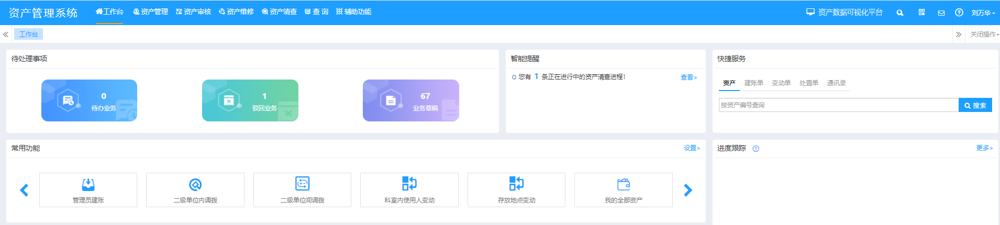 资产管理系统 工作台 资产管理 资产审核 资产维修 资产清查 查 询 辅助功能 资产数据可视化平台 刘万华
工作台 关闭操作
待处理事项
0
待办业务
1
驳回业务
67
业务草稿
智能提醒
您有 1 条正在进行中的资产清查进程! 查看>
快捷服务
资产 建账单 变动单 处置单 通讯录
按资产编号查询 搜索
常用功能 设置>
管理员建账 二级单位内调拨 二级单位间调拨 科室内使用人变动 存放地点变动 我的全部资产
进度跟踪 ? 更多>